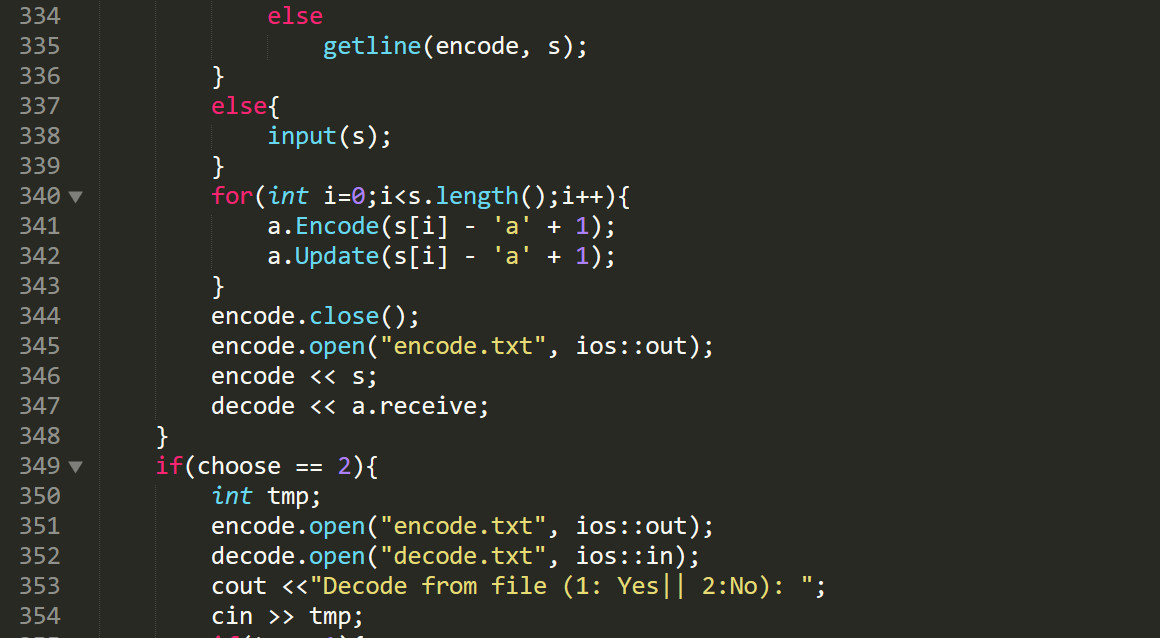 334 else
335 getline(encode, s);
336 }
337 else{
338 input(s);
339 }
340 for(int i=0;i<s.length();i++){
341 a.Encode(s[i] - 'a' + 1);
342 a.Update(s[i] - 'a' + 1);
343 }
344 encode.close();
345 encode.open("encode.txt", ios::out);
346 encode << s;
347 decode << a.receive;
348 }
349 if(choose == 2){
350 int tmp;
351 encode.open("encode.txt", ios::out);
352 decode.open("decode.txt", ios::in);
353 cout <<"Decode from file (1: Yes|| 2:No): ";
354 cin >> tmp;